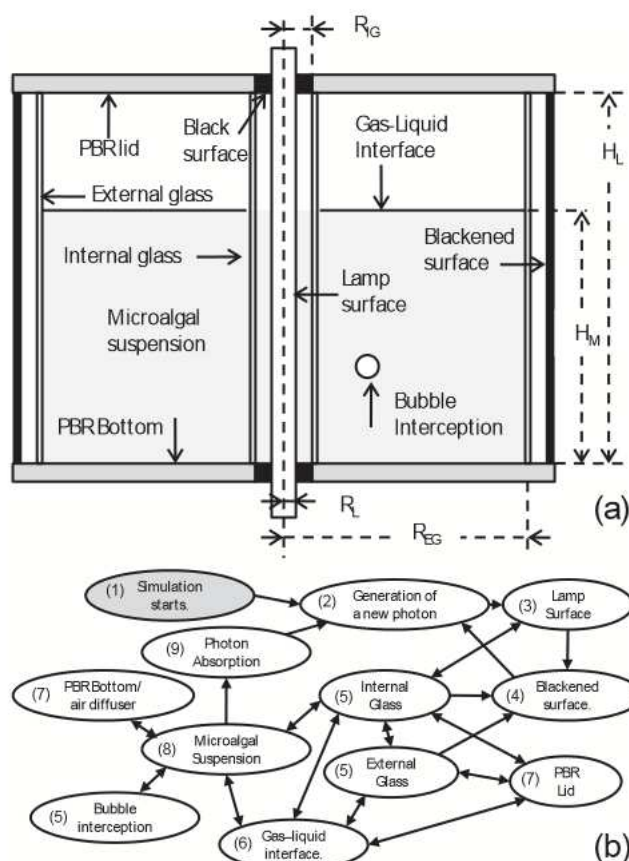 R_IG
Black
surface
PBR lid
Gas-Liquid
Interface
H_L
External glass
Internal glass
Blackened
surface
Lamp
surface
Microalgal
suspension
H_M
Bubble
Interception
PBR Bottom
R_L
R_EG
(a)
(b)
(1) Simulation
starts.
(2) Generation of
a new photon
(3) Lamp
Surface
(9) Photon
Absorption
(7) PBR Bottom/
air diffuser
(5) Internal
Glass
(4) Blackened
surface.
(8) Microalgal
Suspension
(5) External
Glass
(7) PBR
Lid
(5) Bubble
interception
(6) Gas–liquid
interface.